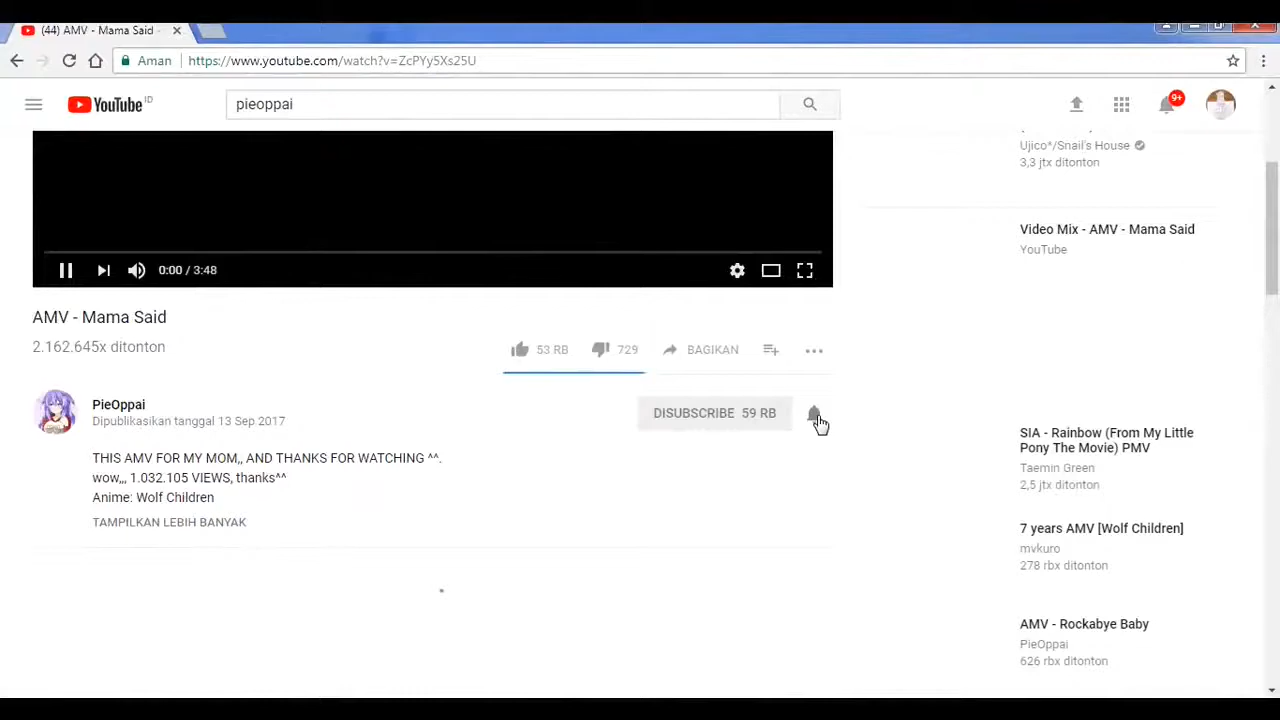 (44) AMV - Mama Said -
Aman
https://www.youtube.com/watch?v=ZcPYy5Xs25U
YouTube ID
pieoppai
9+
0:00 / 3:48
AMV - Mama Said
2.162.645x ditonton
53 RB
729
BAGIKAN
PieOppai
Dipublikasikan tanggal 13 Sep 2017
DISUBSCRIBE 59 RB
THIS AMV FOR MY MOM,, AND THANKS FOR WATCHING ^^.
wow,,, 1.032.105 VIEWS, thanks^^
Anime: Wolf Children
TAMPILKAN LEBIH BANYAK
Ujico*/Snail's House
3,3 jtx ditonton
Video Mix - AMV - Mama Said
YouTube
SIA - Rainbow (From My Little
Pony The Movie) PMV
Taemin Green
2,5 jtx ditonton
7 years AMV [Wolf Children]
mvkuro
278 rbx ditonton
AMV - Rockabye Baby
PieOppai
626 rbx ditonton